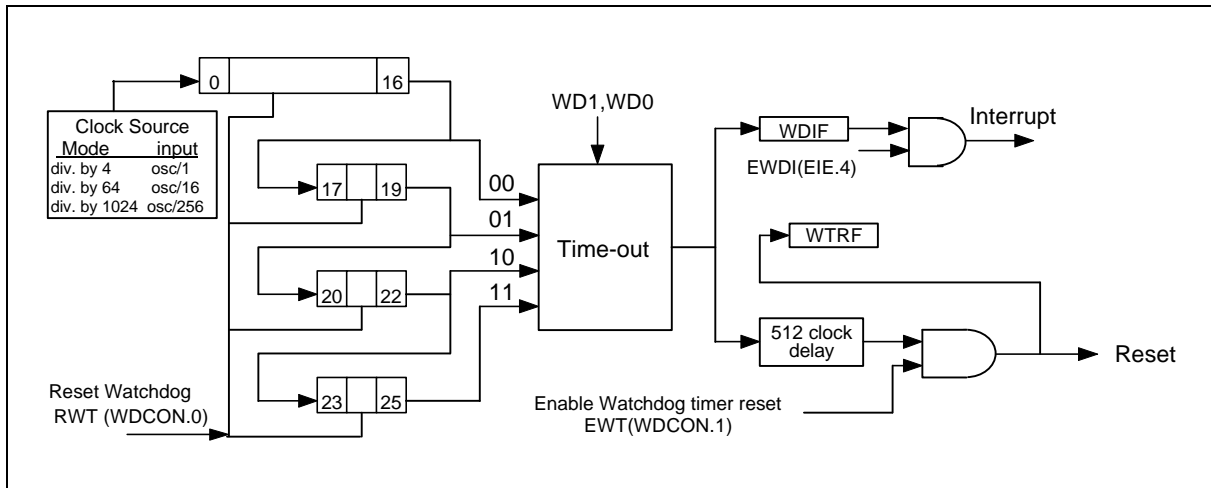 0 16
Clock Source
Mode input
div. by 4 osc/1
div. by 64 osc/16
div. by 1024 osc/256
17 19
20 22
23 25
Reset Watchdog
RWT (WDCON.0)
WD1,WD0
00
01
10
11
Time-out
WDIF
EWDI(EIE.4)
Interrupt
WTRF
512 clock
delay
Enable Watchdog timer reset
EWT(WDCON.1)
Reset